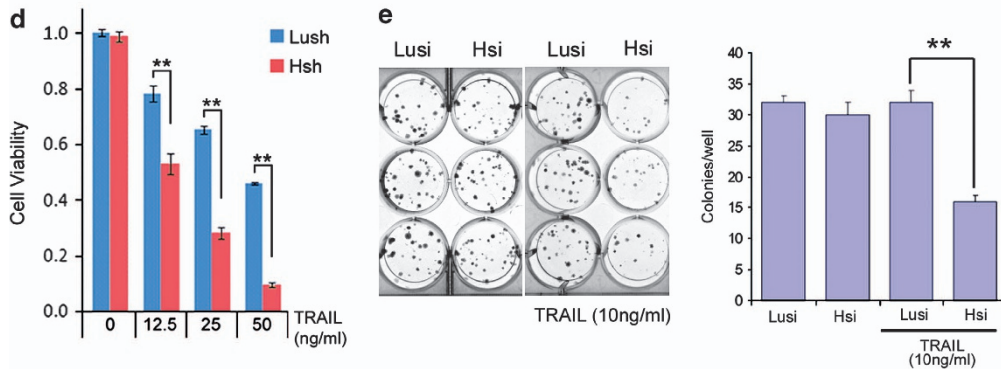 d
Cell Viability
1.0
0.8
0.6
0.4
0.2
0.0
Lush
Hsh
**
**
**
0 12.5 25 50
TRAIL
(ng/ml)
e
Lusi Hsi Lusi Hsi
TRAIL (10ng/ml)
Colonies/well
40
35
30
25
20
15
10
5
0
**
Lusi Hsi Lusi Hsi
TRAIL
(10ng/ml)